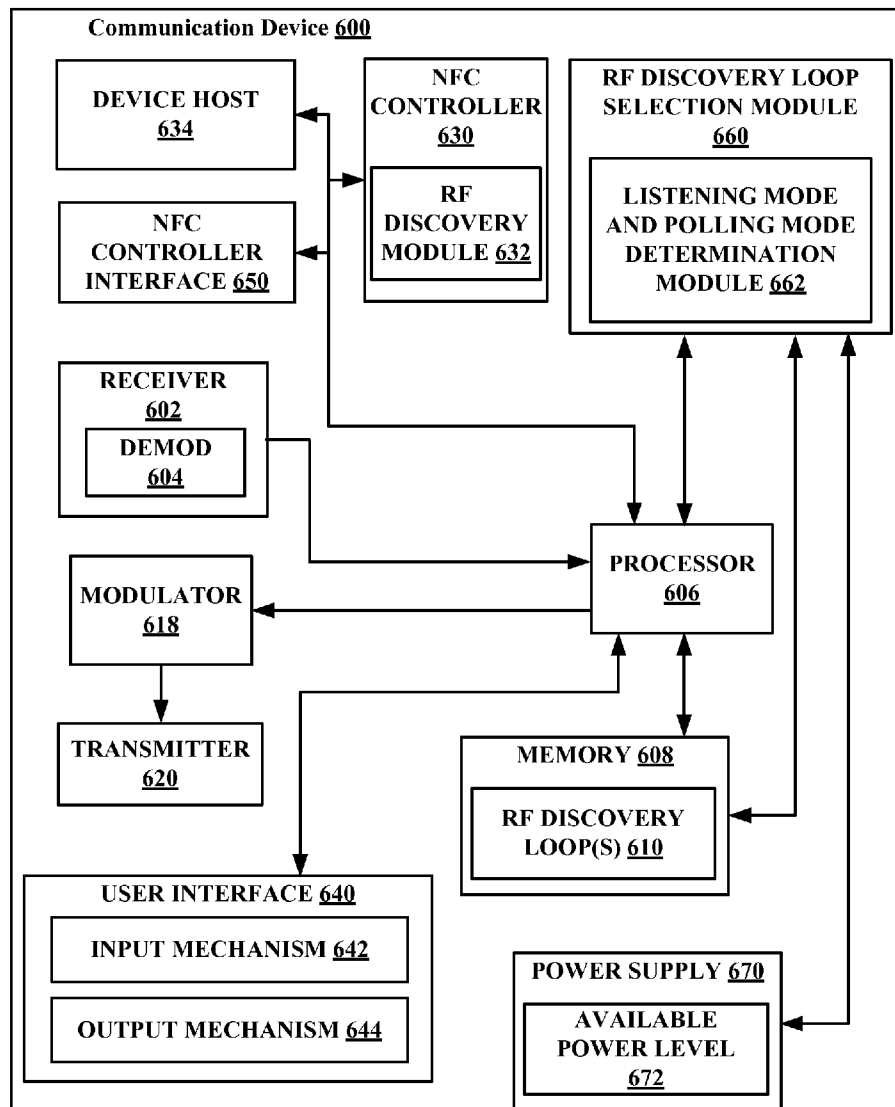 Communication Device 600
DEVICE HOST
634
NFC
CONTROLLER
630
RF
DISCOVERY
MODULE 632
RF DISCOVERY LOOP
SELECTION MODULE
660
LISTENING MODE
AND POLLING MODE
DETERMINATION
MODULE 662
NFC
CONTROLLER
INTERFACE 650
RECEIVER
602
DEMOD
604
PROCESSOR
606
MODULATOR
618
TRANSMITTER
620
MEMORY 608
RF DISCOVERY
LOOP(S) 610
USER INTERFACE 640
INPUT MECHANISM 642
OUTPUT MECHANISM 644
POWER SUPPLY 670
AVAILABLE
POWER LEVEL
672